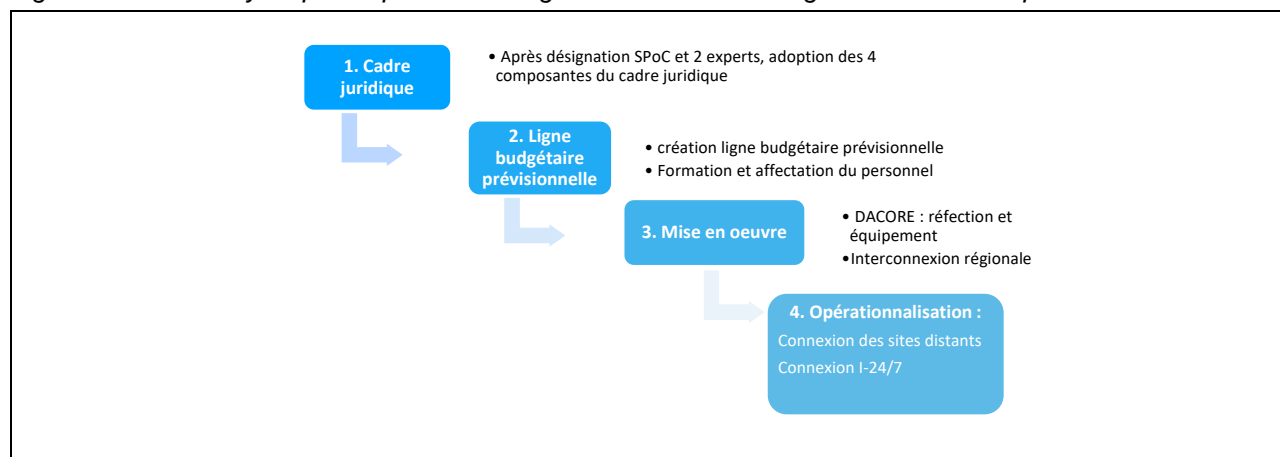 1. Cadre
juridique
• Après désignation SPoC et 2 experts, adoption des 4
composantes du cadre juridique
2. Ligne
budgétaire
prévisionnelle
• création ligne budgétaire prévisionnelle
• Formation et affectation du personnel
3. Mise en oeuvre
• DACORE : réfection et
équipement
•Interconnexion régionale
4. Opérationnalisation :
Connexion des sites distants
Connexion I-24/7